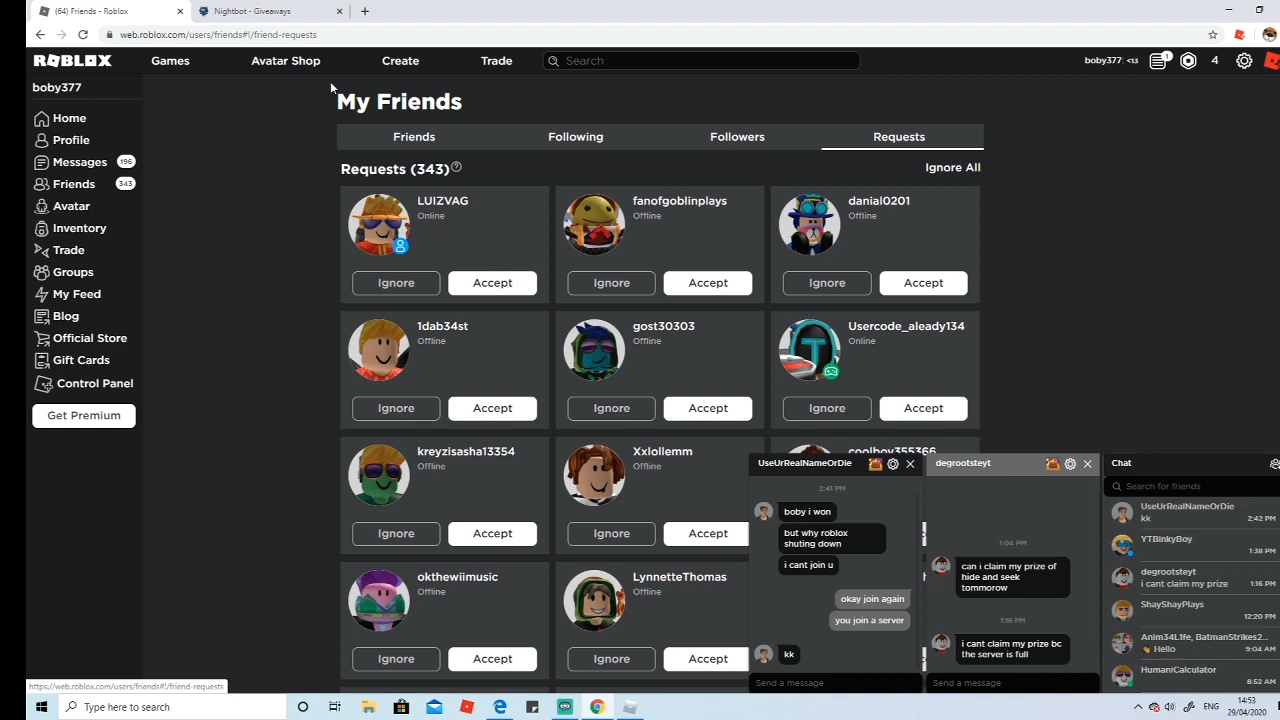 (64) Friends - Roblox
Nightbot - Giveaways
web.roblox.com/users/friends#!/friend-requests
ROBLOX
Games
Avatar Shop
Create
Trade
Search
boby377: <13
1
4
boby377
Home
Profile
Messages
196
Friends
343
Avatar
Inventory
Trade
Groups
My Feed
Blog
Official Store
Gift Cards
Control Panel
Get Premium
My Friends
Friends
Following
Followers
Requests
Requests (343)
Ignore All
LUIZVAG
Online
Ignore
Accept
fanofgoblinplays
Offline
Ignore
Accept
danial0201
Offline
Ignore
Accept
1dab34st
Offline
Ignore
Accept
gost30303
Offline
Ignore
Accept
Usercode_aleady134
Online
Ignore
Accept
kreyzisasha13354
Offline
Ignore
Accept
Xxlollemm
Offline
Ignore
Accept
coolboy355366
okthewiimusic
Offline
Ignore
Accept
LynnetteThomas
Offline
Ignore
Accept
UseUrRealNameOrDie
2:41 PM
boby i won
but why roblox
shuting down
i cant join u
okay join again
you join a server
kk
Send a message
degrootsteyt
1:04 PM
can i claim my prize of
hide and seek
tommorow
1:16 PM
i cant claim my prize bc
the server is full
Send a message
Chat
Search for friends
UseUrRealNameOrDie
kk
2:42 PM
YTBinkyBoy
1:38 PM
degrootsteyt
i cant claim my prize
1:16 PM
ShayShayPlays
12:20 PM
Anim34L1fe, BatmanStrikes2...
👋 Hello
9:04 AM
HumaniCalculator
8:52 AM
https://web.roblox.com/users/friends#!/friend-requests
Type here to search
14:53
29/04/2020